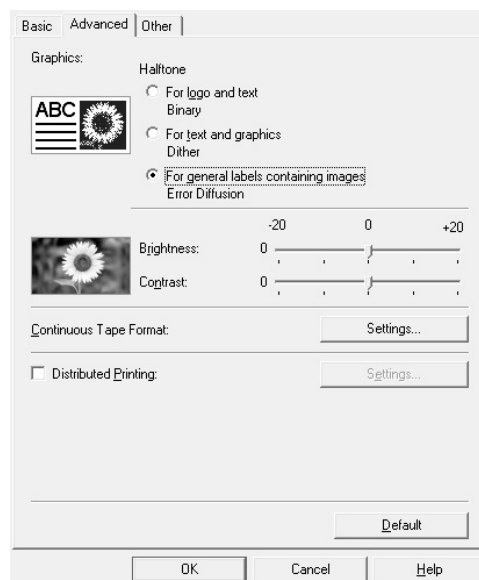 Basic Advanced Other
Graphics:
Halftone
ABC
For logo and text
Binary
For text and graphics
Dither
For general labels containing images
Error Diffusion
-20 0 +20
Brightness: 0
Contrast: 0
Continuous Tape Format: Settings...
Distributed Printing: Settings...
Default
OK Cancel Help